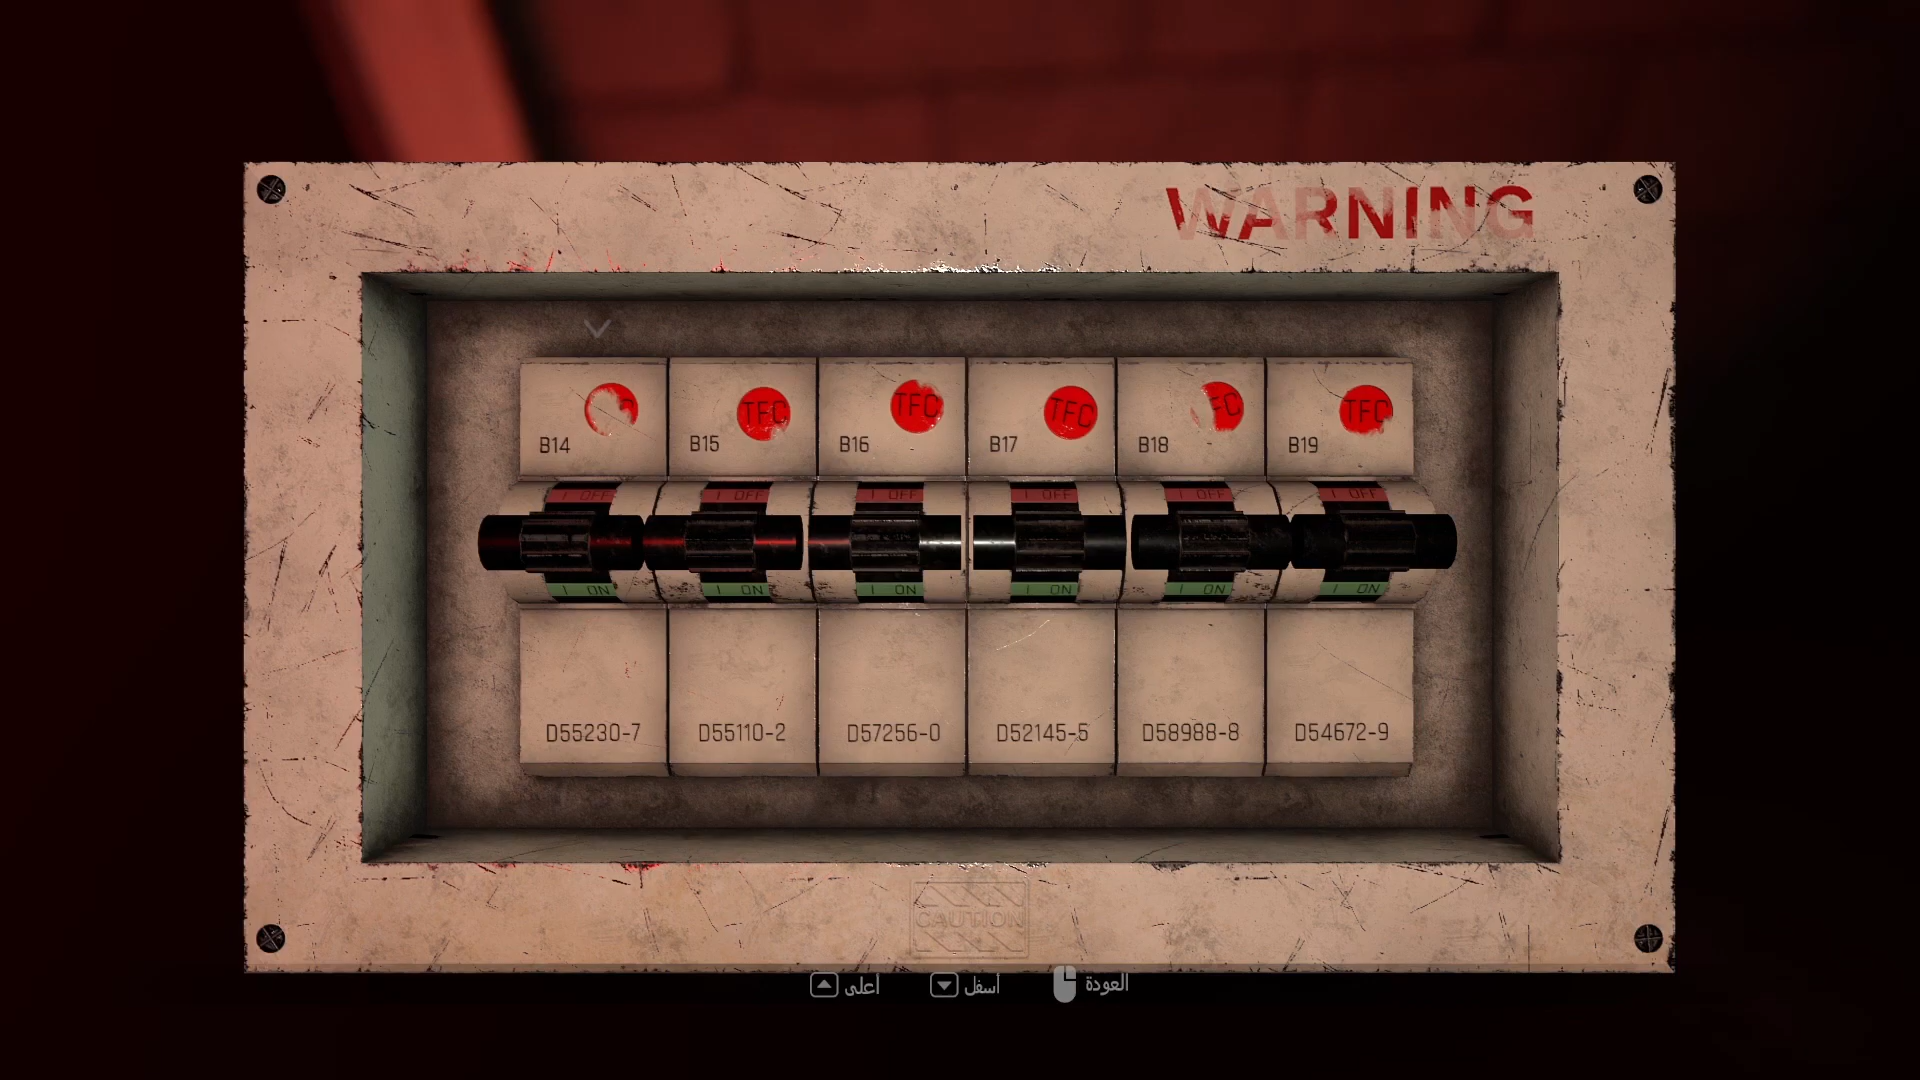 WARNING
TFC TFC TFC TFC
B14 B15 B16 B17 B18 B19
I OFF I OFF I OFF I OFF I OFF I OFF
I ON I ON I ON I ON I ON I ON
D55230-7 D55110-2 D57256-0 D52145-5 D58988-8 D54672-9
CAUTION
أعلى أسفل العودة